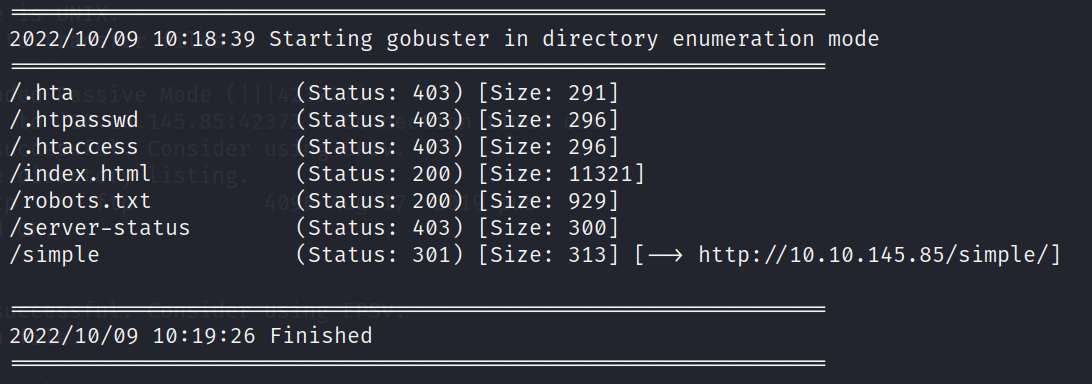 ===============================================================
2022/10/09 10:18:39 Starting gobuster in directory enumeration mode
===============================================================
/.hta (Status: 403) [Size: 291]
/.htpasswd (Status: 403) [Size: 296]
/.htaccess (Status: 403) [Size: 296]
/index.html (Status: 200) [Size: 11321]
/robots.txt (Status: 200) [Size: 929]
/server-status (Status: 403) [Size: 300]
/simple (Status: 301) [Size: 313] [--> http://10.10.145.85/simple/]
===============================================================
2022/10/09 10:19:26 Finished
===============================================================